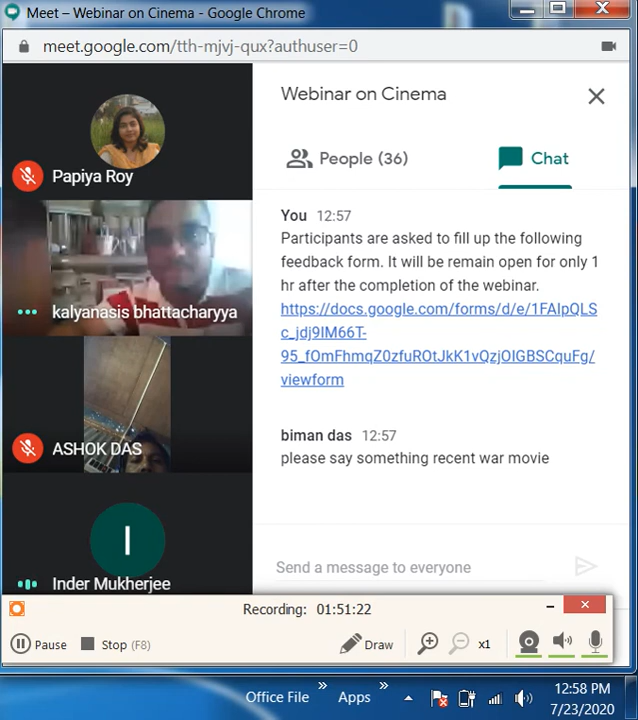 Meet – Webinar on Cinema - Google Chrome
meet.google.com/tth-mjvj-qux?authuser=0
Webinar on Cinema
People (36)
Chat
Papiya Roy
kalyanasis bhattacharyya
ASHOK DAS
I
Inder Mukherjee
You 12:57
Participants are asked to fill up the following
feedback form. It will be remain open for only 1
hr after the completion of the webinar.
https://docs.google.com/forms/d/e/1FAIpQLS
c_jdj9IM66T-
95_fOmFhmqZ0zfuROtJkK1vQzjOIGBSCquFg/
viewform
biman das 12:57
please say something recent war movie
Send a message to everyone
Recording: 01:51:22
Pause
Stop (F8)
Draw
x1
Office File »
Apps »
12:58 PM
7/23/2020